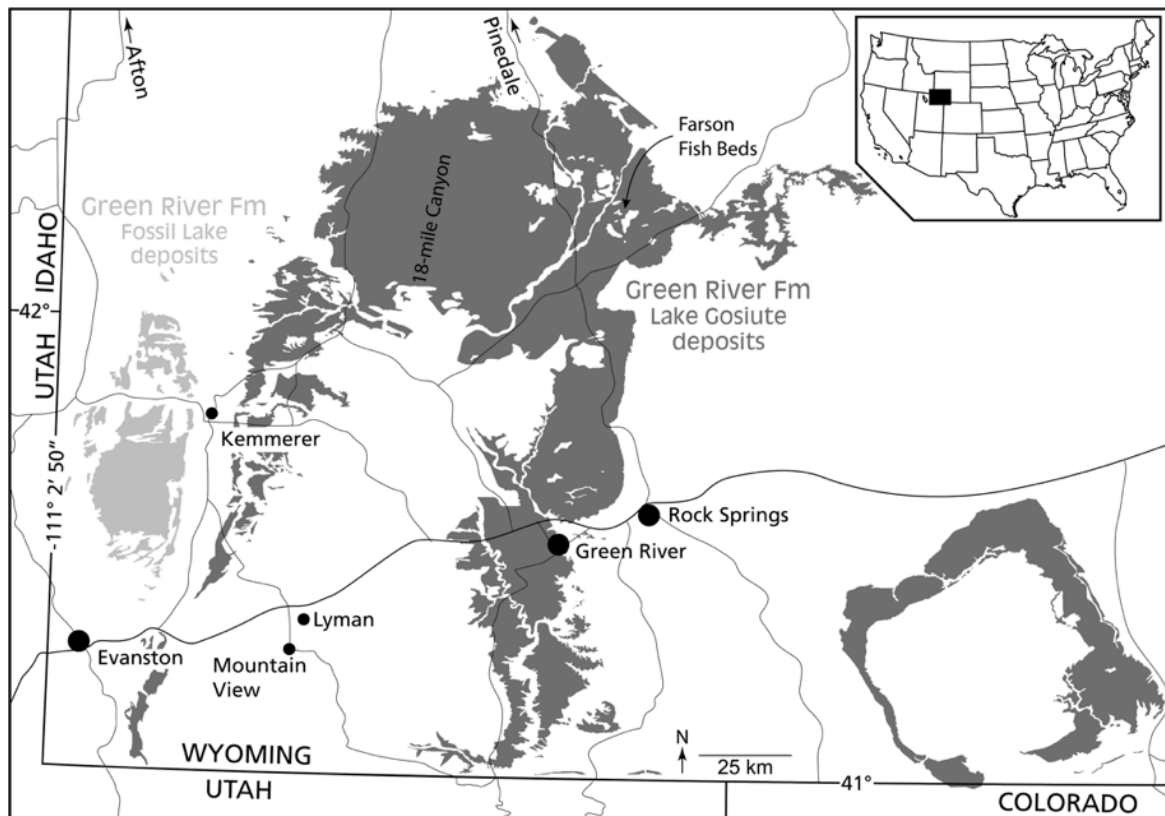 Afton
Pinedale
Farson
Fish Beds
18-mile Canyon
Green River Fm
Fossil Lake
deposits
UTAH IDAHO
42°
Green River Fm
Lake Gosiute
deposits
Kemmerer
-111° 2' 50"
Rock Springs
Green River
Lyman
Evanston
Mountain
View
WYOMING
UTAH
N
25 km
41°
COLORADO